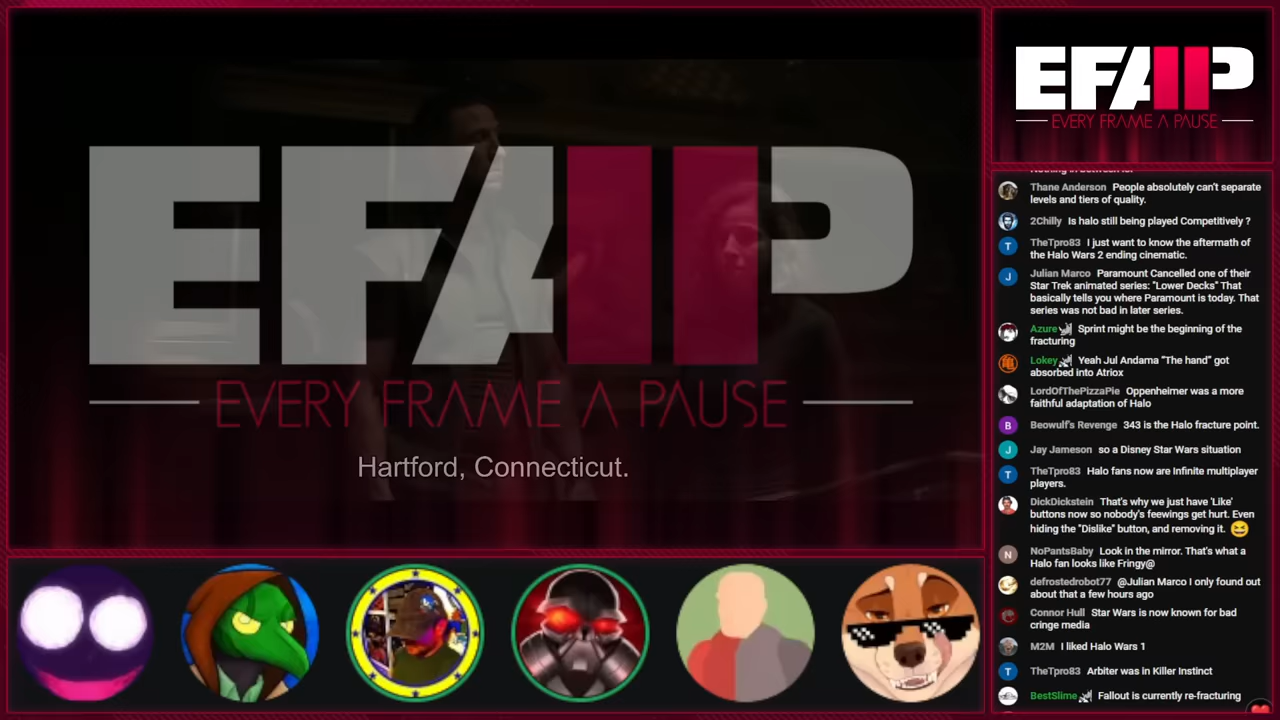 EFAP
EVERY FRAME A PAUSE
Hartford, Connecticut.
EFAP
EVERY FRAME A PAUSE
Thane Anderson People absolutely can't separate
levels and tiers of quality.
2Chilly Is halo still being played Competitively ?
T
TheTpro83 I just want to know the aftermath of
the Halo Wars 2 ending cinematic.
J
Julian Marco Paramount Cancelled one of their
Star Trek animated series: "Lower Decks" That
basically tells you where Paramount is today. That
series was not bad in later series.
Azure Sprint might be the beginning of the
fracturing
Lokey Yeah Jul Andama "The hand" got
absorbed into Atriox
LordOfThePizzaPie Oppenheimer was a more
faithful adaptation of Halo
B
Beowulf's Revenge 343 is the Halo fracture point.
J
Jay Jameson so a Disney Star Wars situation
T
TheTpro83 Halo fans now are Infinite multiplayer
players.
DickDickstein That's why we just have 'Like'
buttons now so nobody's feewings get hurt. Even
hiding the "Dislike" button, and removing it.
N
NoPantsBaby Look in the mirror. That's what a
Halo fan looks like Fringy@
defrostedrobot77 @Julian Marco I only found out
about that a few hours ago
Connor Hull Star Wars is now known for bad
cringe media
M2M I liked Halo Wars 1
T
TheTpro83 Arbiter was in Killer Instinct
BestSlime Fallout is currently re-fracturing